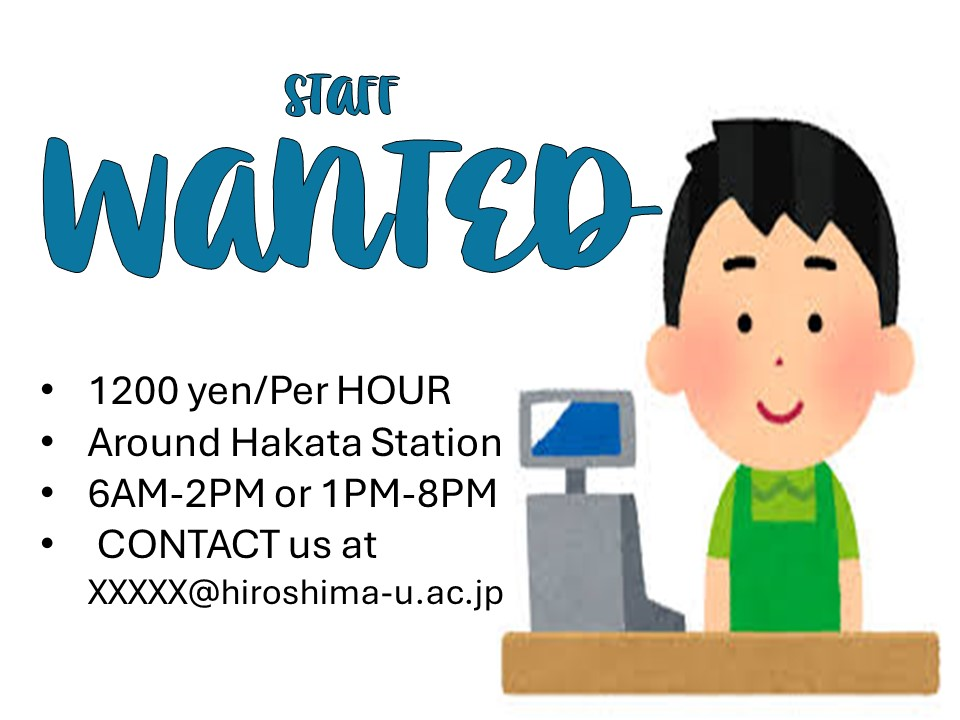 STaFF
WaNTED
• 1200 yen/Per HOUR
• Around Hakata Station
• 6AM-2PM or 1PM-8PM
• CONTACT us at
XXXXX@hiroshima-u.ac.jp